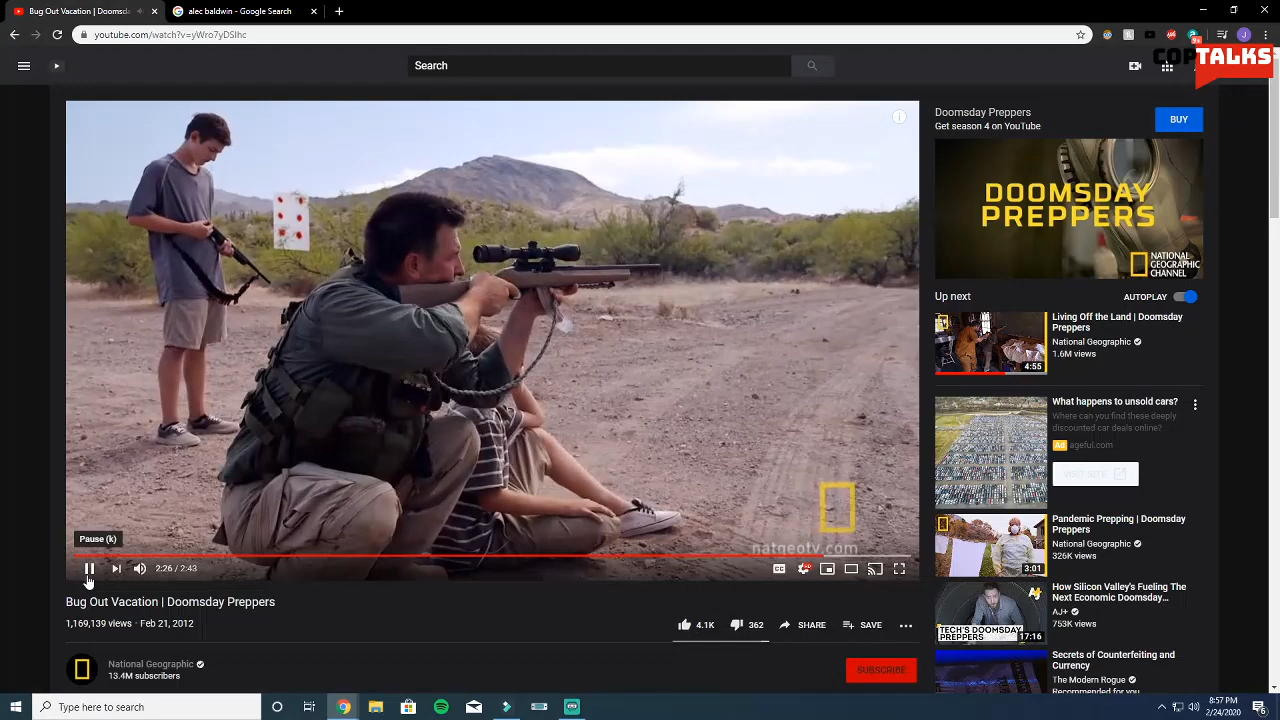 Bug Out Vacation | Doomsd
alec baldwin - Google Search
youtube.com/watch?v=yWro7yDSIhc
COPTALKS
Search
Doomsday Preppers
Get season 4 on YouTube
BUY
DOOMSDAY
PREPPERS
NATIONAL
GEOGRAPHIC
CHANNEL
Up next
AUTOPLAY
Living Off the Land | Doomsday
Preppers
National Geographic
1.6M views
4:55
What happens to unsold cars?
Where can you find these deeply
discounted car deals online?
Ad ageful.com
VISIT SITE
Pandemic Prepping | Doomsday
Preppers
National Geographic
326K views
3:01
How Silicon Valley's Fueling The
Next Economic Doomsday...
AJ+
753K views
TECH'S DOOMSDAY
PREPPERS
17:16
Secrets of Counterfeiting and
Currency
The Modern Rogue
Recommended for you
natgeotv.com
Pause (k)
2:26 / 2:43
CC
HD
Bug Out Vacation | Doomsday Preppers
1,169,139 views · Feb 21, 2012
4.1K
362
SHARE
SAVE
National Geographic
13.4M subscribers
SUBSCRIBE
Type here to search
8:57 PM
2/24/2020